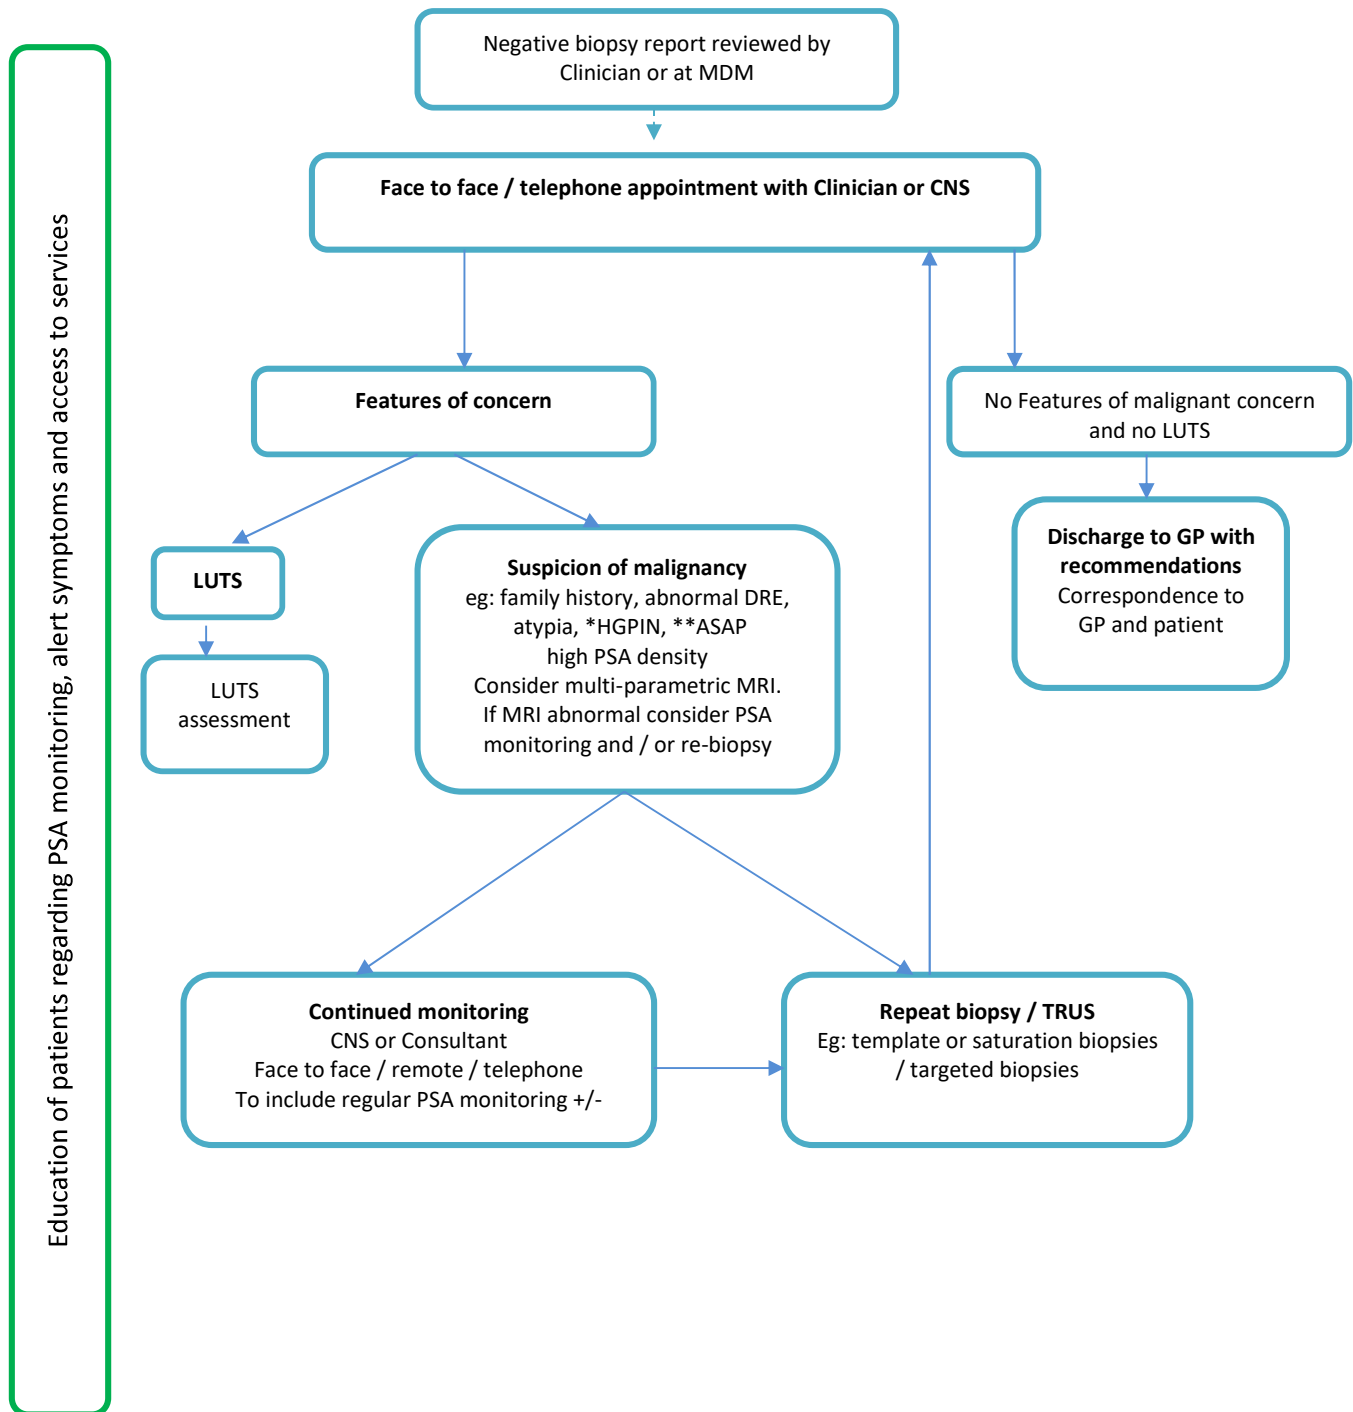 Education of patients regarding PSA monitoring, alert symptoms and access to services
Negative biopsy report reviewed by
Clinician or at MDM
Face to face / telephone appointment with Clinician or CNS
Features of concern
No Features of malignant concern
and no LUTS
LUTS
LUTS
assessment
Suspicion of malignancy
eg: family history, abnormal DRE,
atypia, *HGPIN, **ASAP
high PSA density
Consider multi-parametric MRI.
If MRI abnormal consider PSA
monitoring and / or re-biopsy
Discharge to GP with
recommendations
Correspondence to
GP and patient
Continued monitoring
CNS or Consultant
Face to face / remote / telephone
To include regular PSA monitoring +/-
Repeat biopsy / TRUS
Eg: template or saturation biopsies
/ targeted biopsies